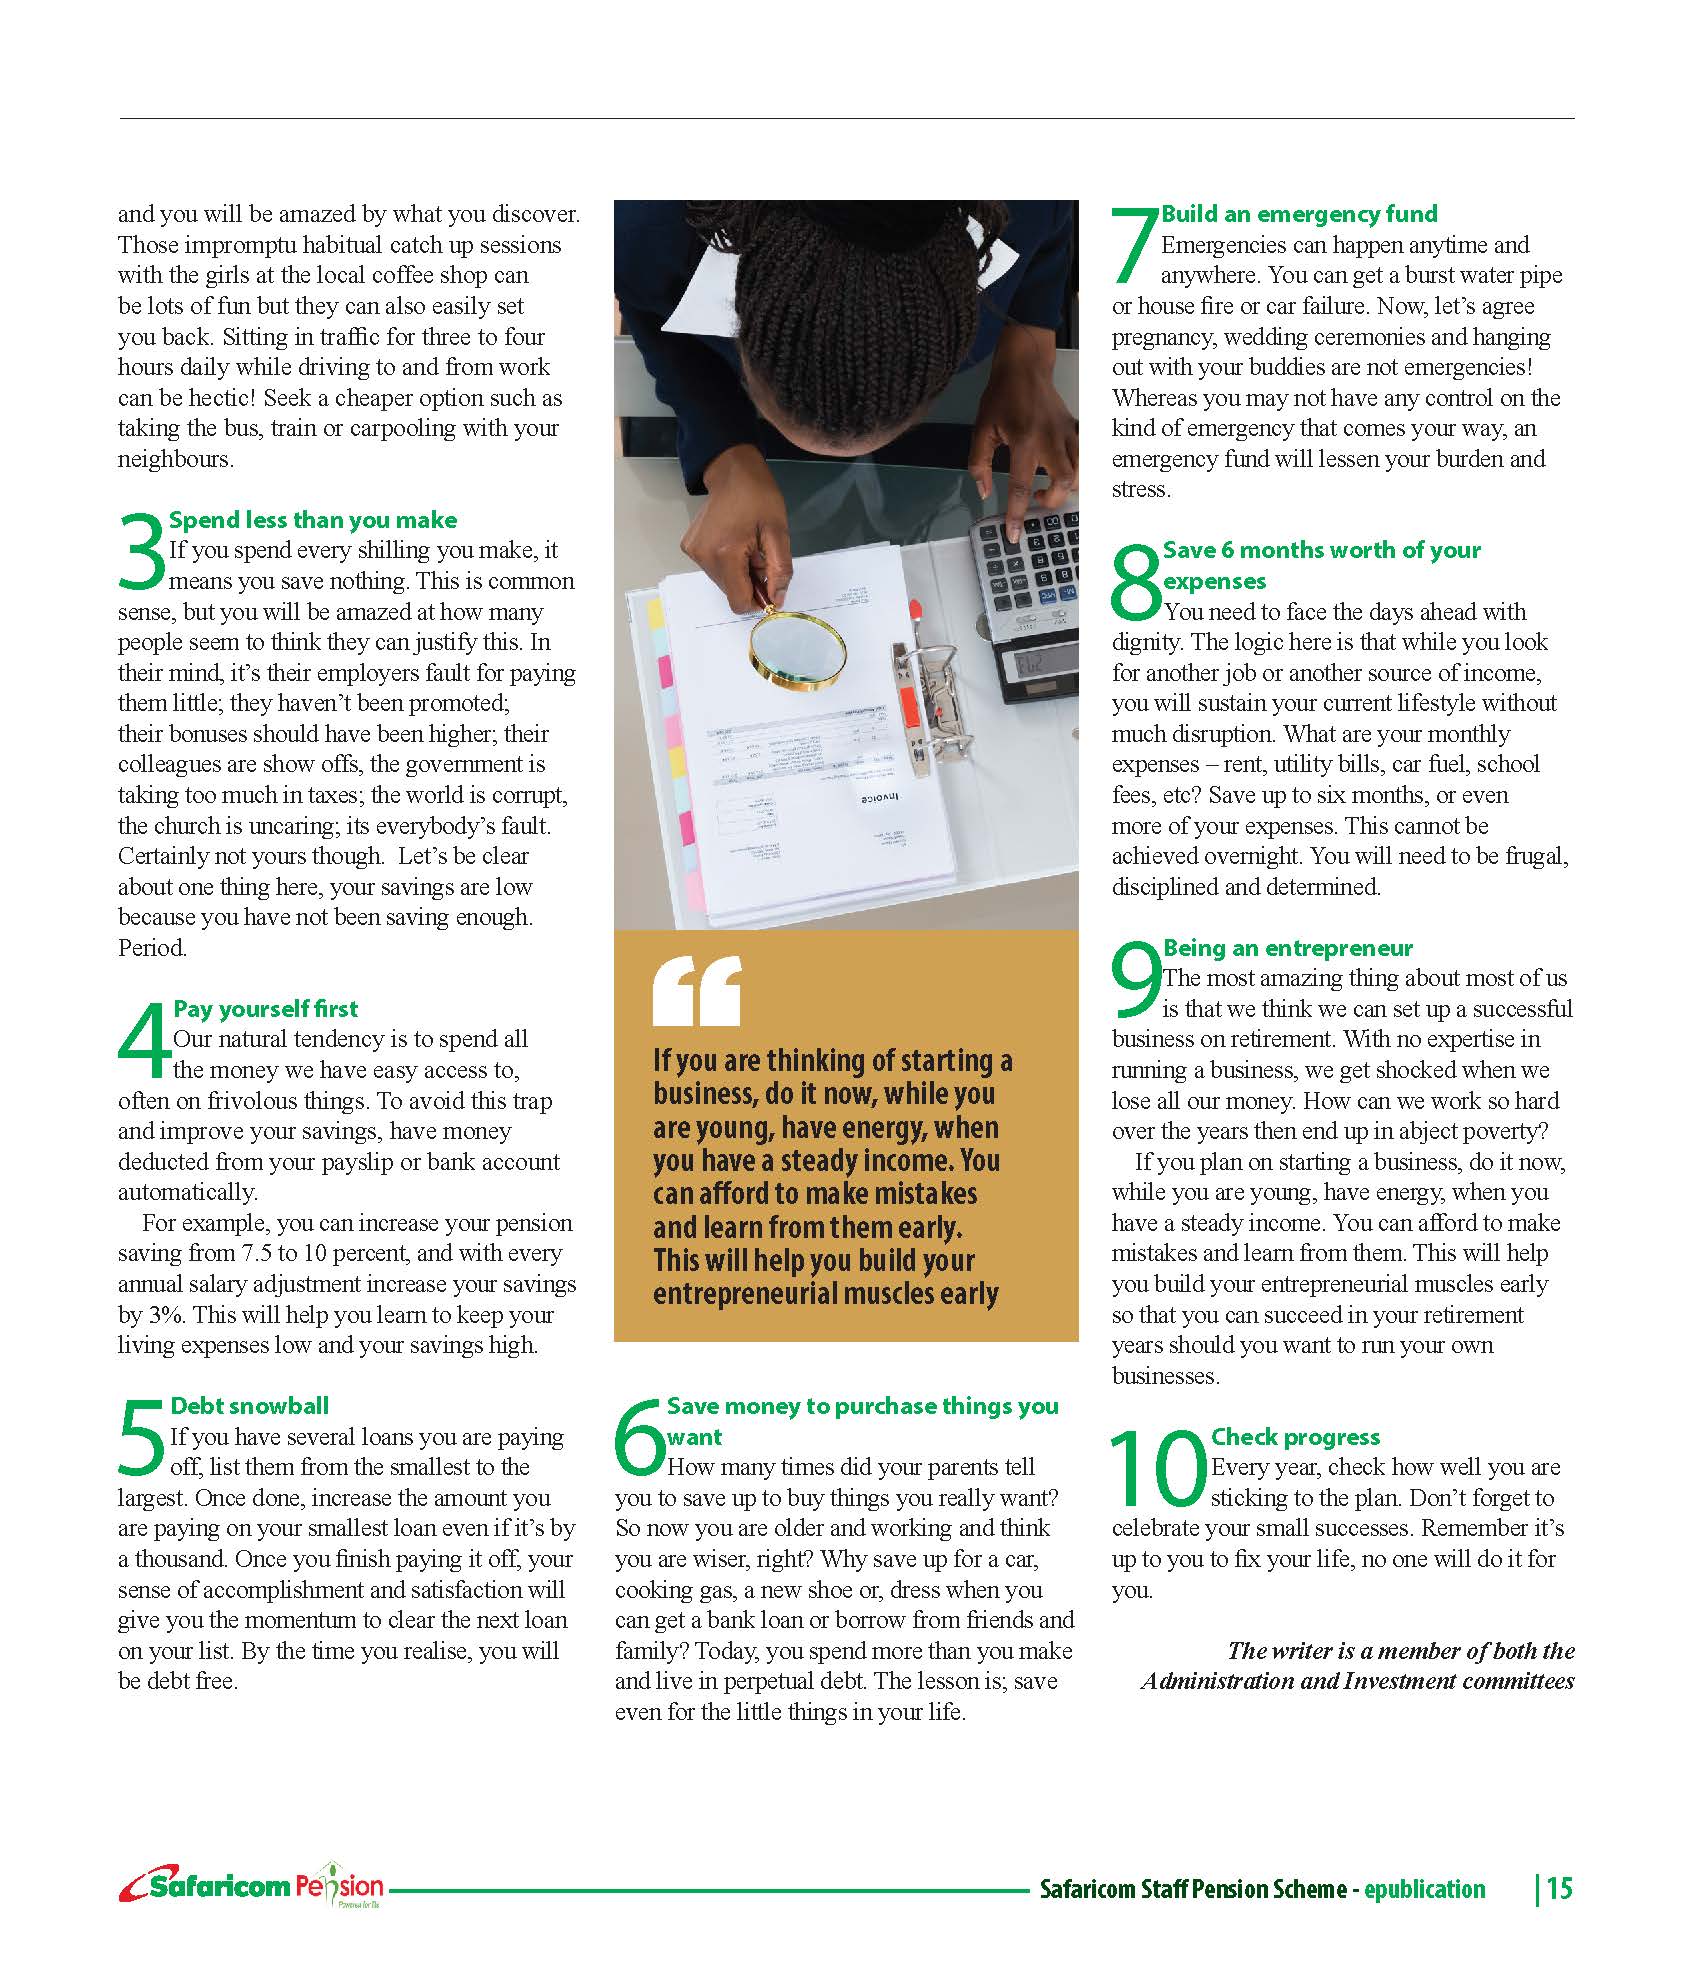 and you will be amazed by what you discover.
Those impromptu habitual catch up sessions
with the girls at the local coffee shop can
be lots of fun but they can also easily set
you back. Sitting in traffic for three to four
hours daily while driving to and from work
can be hectic! Seek a cheaper option such as
taking the bus, train or carpooling with your
neighbours.
3 Spend less than you make
If you spend every shilling you make, it
means you save nothing. This is common
sense, but you will be amazed at how many
people seem to think they can justify this. In
their mind, it’s their employers fault for paying
them little; they haven’t been promoted;
their bonuses should have been higher; their
colleagues are show offs, the government is
taking too much in taxes; the world is corrupt,
the church is uncaring; its everybody’s fault.
Certainly not yours though. Let’s be clear
about one thing here, your savings are low
because you have not been saving enough.
Period.
4 Pay yourself first
Our natural tendency is to spend all
the money we have easy access to,
often on frivolous things. To avoid this trap
and improve your savings, have money
deducted from your payslip or bank account
automatically.
For example, you can increase your pension
saving from 7.5 to 10 percent, and with every
annual salary adjustment increase your savings
by 3%. This will help you learn to keep your
living expenses low and your savings high.
5 Debt snowball
If you have several loans you are paying
off, list them from the smallest to the
largest. Once done, increase the amount you
are paying on your smallest loan even if it’s by
a thousand. Once you finish paying it off, your
sense of accomplishment and satisfaction will
give you the momentum to clear the next loan
on your list. By the time you realise, you will
be debt free.
Invoice
“
If you are thinking of starting a
business, do it now, while you
are young, have energy, when
you have a steady income. You
can afford to make mistakes
and learn from them early.
This will help you build your
entrepreneurial muscles early
6 Save money to purchase things you
want
How many times did your parents tell
you to save up to buy things you really want?
So now you are older and working and think
you are wiser, right? Why save up for a car,
cooking gas, a new shoe or, dress when you
can get a bank loan or borrow from friends and
family? Today, you spend more than you make
and live in perpetual debt. The lesson is; save
even for the little things in your life.
7 Build an emergency fund
Emergencies can happen anytime and
anywhere. You can get a burst water pipe
or house fire or car failure. Now, let’s agree
pregnancy, wedding ceremonies and hanging
out with your buddies are not emergencies!
Whereas you may not have any control on the
kind of emergency that comes your way, an
emergency fund will lessen your burden and
stress.
8 Save 6 months worth of your
expenses
You need to face the days ahead with
dignity. The logic here is that while you look
for another job or another source of income,
you will sustain your current lifestyle without
much disruption. What are your monthly
expenses – rent, utility bills, car fuel, school
fees, etc? Save up to six months, or even
more of your expenses. This cannot be
achieved overnight. You will need to be frugal,
disciplined and determined.
9 Being an entrepreneur
The most amazing thing about most of us
is that we think we can set up a successful
business on retirement. With no expertise in
running a business, we get shocked when we
lose all our money. How can we work so hard
over the years then end up in abject poverty?
If you plan on starting a business, do it now,
while you are young, have energy, when you
have a steady income. You can afford to make
mistakes and learn from them. This will help
you build your entrepreneurial muscles early
so that you can succeed in your retirement
years should you want to run your own
businesses.
10 Check progress
Every year, check how well you are
sticking to the plan. Don’t forget to
celebrate your small successes. Remember it’s
up to you to fix your life, no one will do it for
you.
The writer is a member of both the
Administration and Investment committees
Safaricom Pension
Powered for life
Safaricom Staff Pension Scheme - epublication | 15